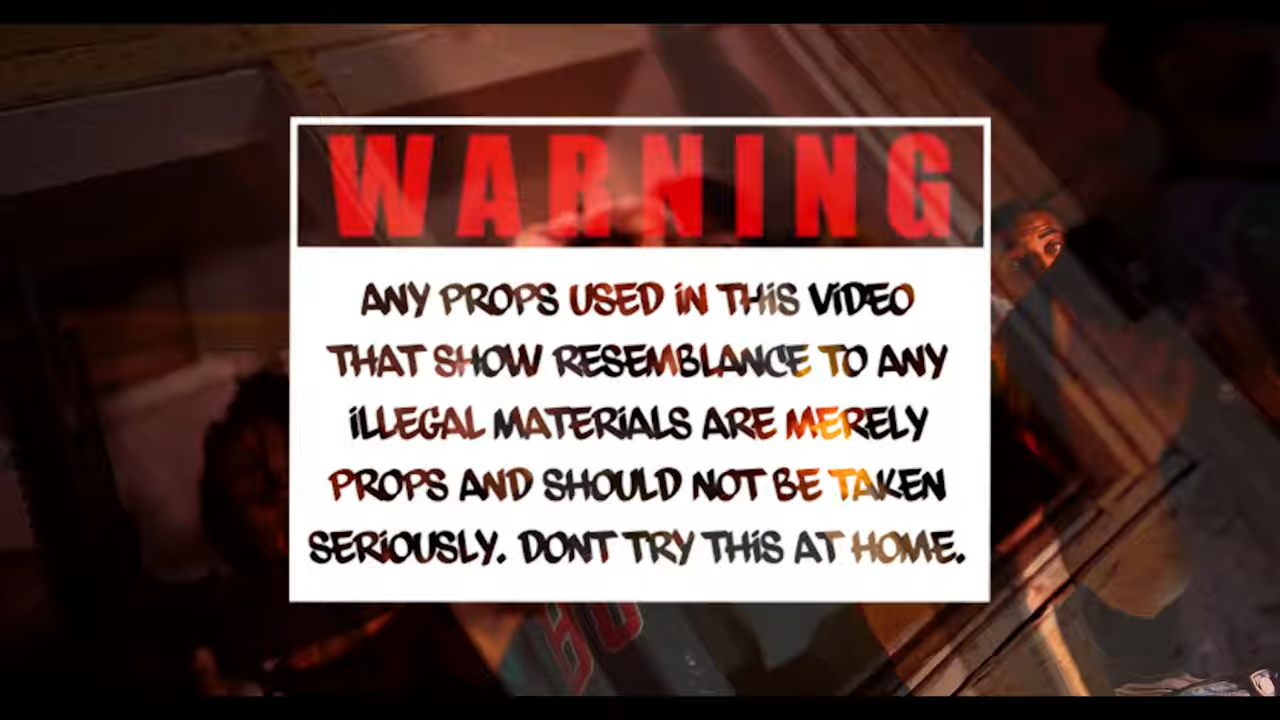 WARNING
ANY PROPS USED IN THIS VIDEO
THAT SHOW RESEMBLANCE TO ANY
ILLEGAL MATERIALS ARE MERELY
PROPS AND SHOULD NOT BE TAKEN
SERIOUSLY. DONT TRY THIS AT HOME.